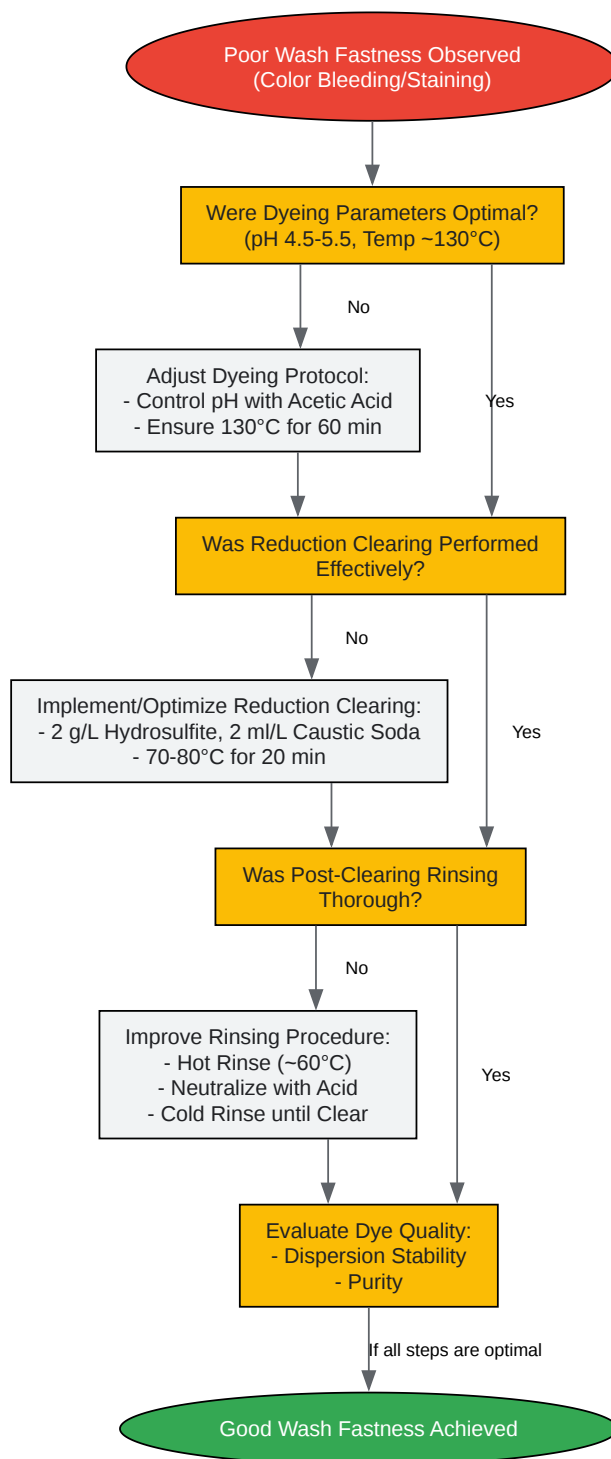 Poor Wash Fastness Observed
(Color Bleeding/Staining)
Were Dyeing Parameters Optimal?
(pH 4.5-5.5, Temp ~130°C)
No
Adjust Dyeing Protocol:
- Control pH with Acetic Acid
- Ensure 130°C for 60 min
Yes
Was Reduction Clearing Performed
Effectively?
No
Implement/Optimize Reduction Clearing:
- 2 g/L Hydrosulfite, 2 ml/L Caustic Soda
- 70-80°C for 20 min
Yes
Was Post-Clearing Rinsing
Thorough?
No
Improve Rinsing Procedure:
- Hot Rinse (~60°C)
- Neutralize with Acid
- Cold Rinse until Clear
Yes
Evaluate Dye Quality:
- Dispersion Stability
- Purity
If all steps are optimal
Good Wash Fastness Achieved